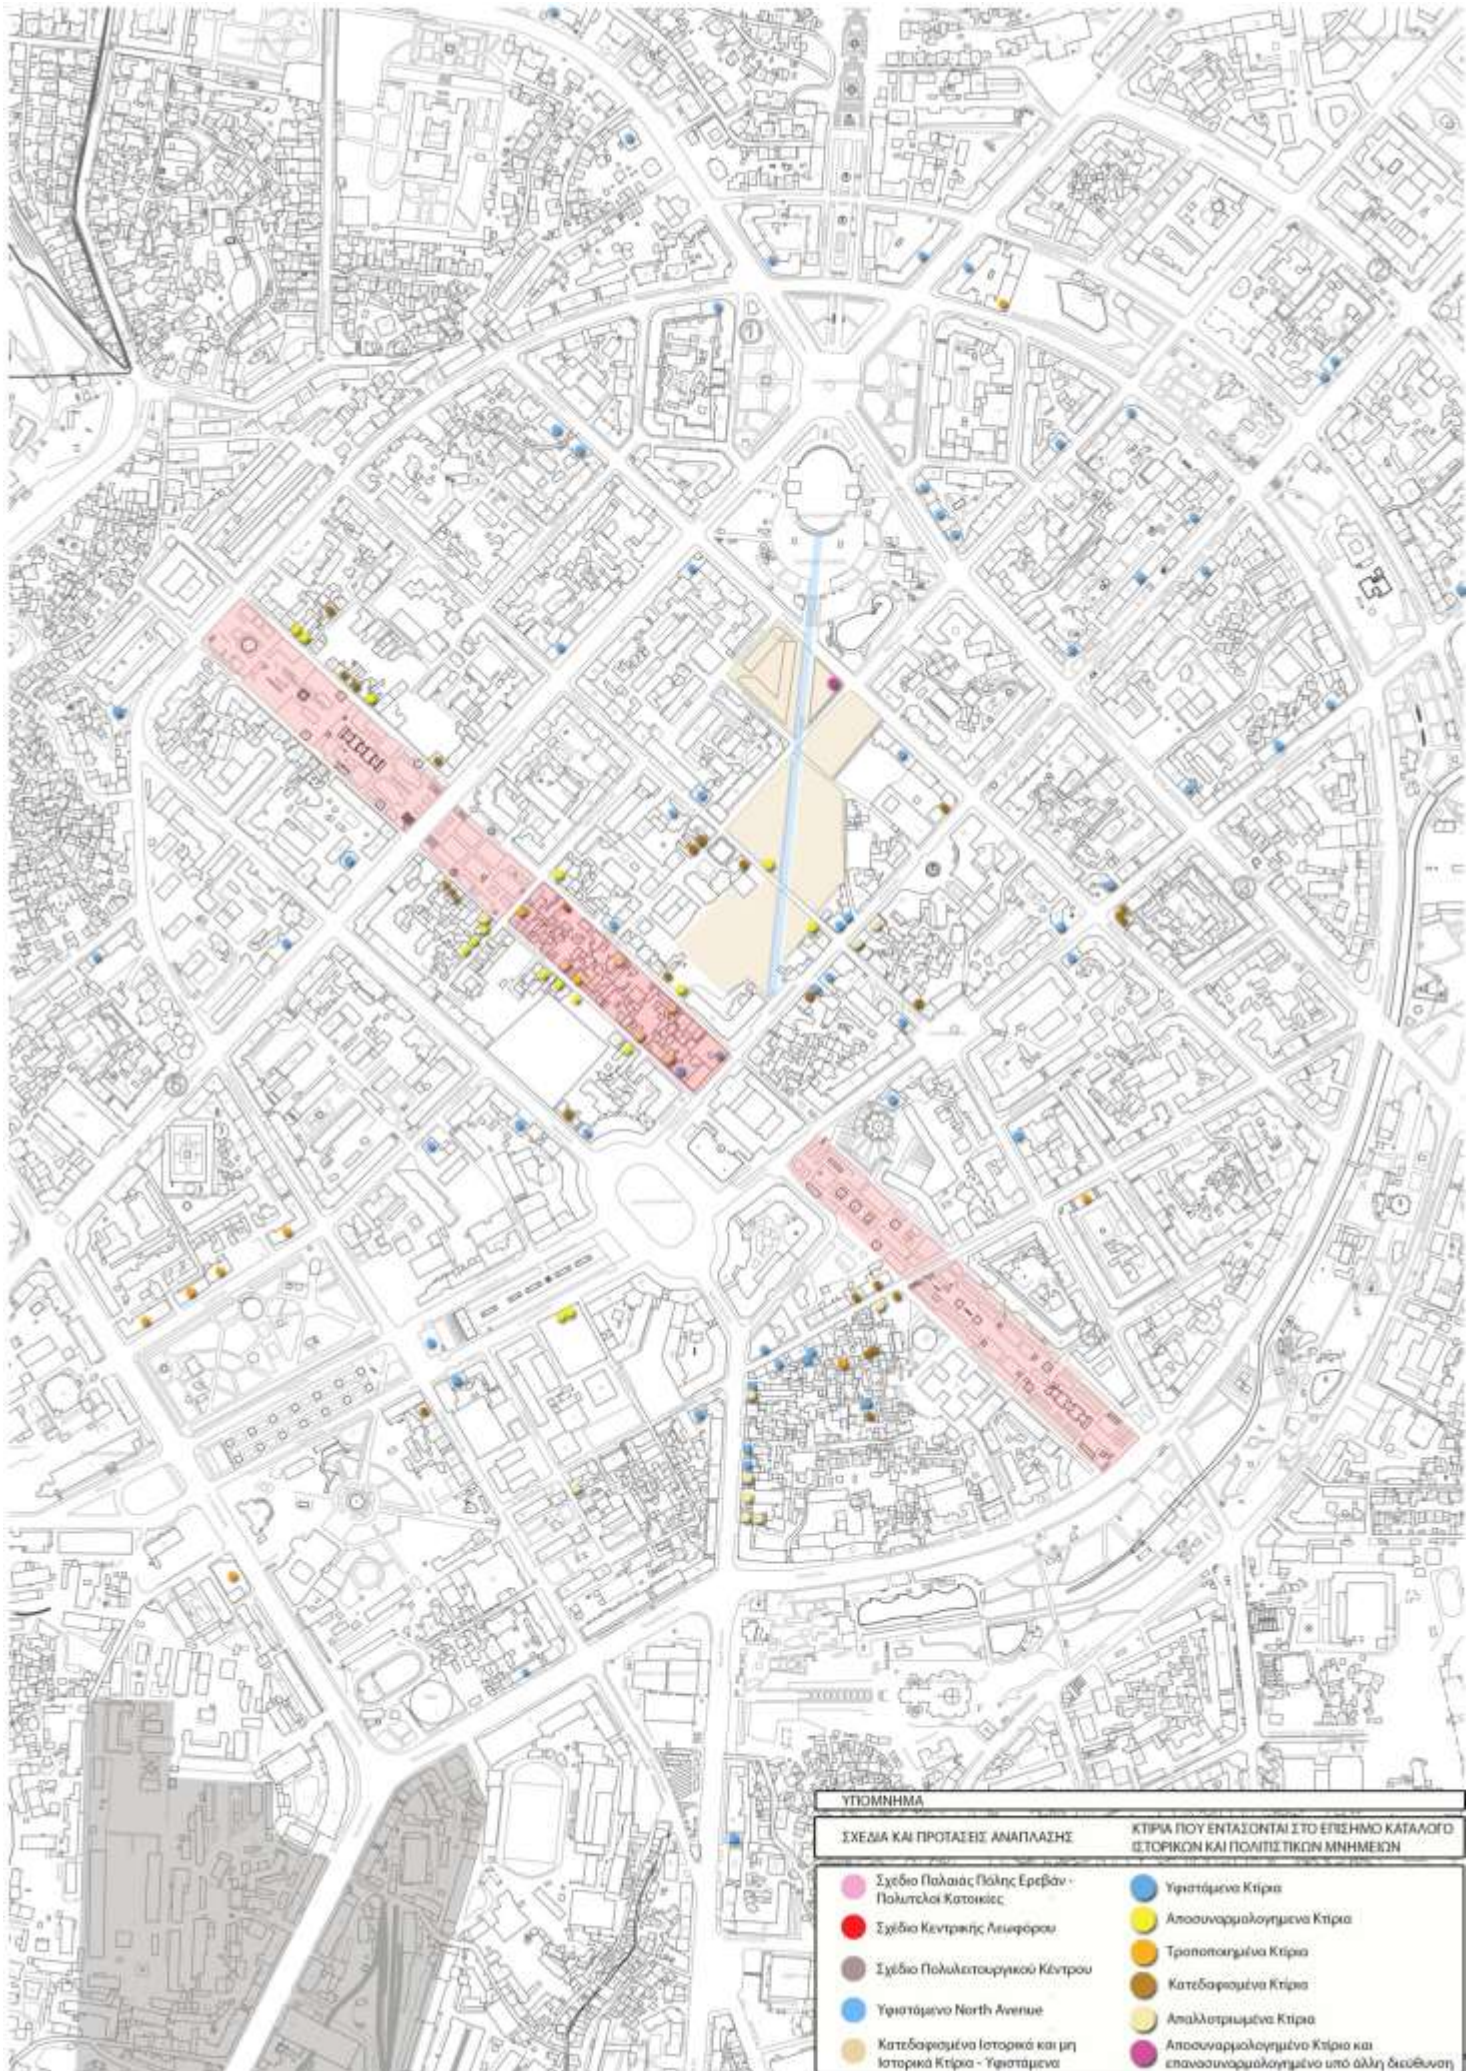 ΥΠΟΜΝΗΜΑ
ΣΧΕΔΙΑ ΚΑΙ ΠΡΟΤΑΣΕΙΣ ΑΝΑΠΛΑΣΗΣ
ΚΤΙΡΙΑ ΠΟΥ ΕΝΤΑΣΟΝΤΑΙ ΣΤΟ ΕΠΙΣΗΜΟ ΚΑΤΑΛΟΓΟ
ΙΣΤΟΡΙΚΩΝ ΚΑΙ ΠΟΛΙΤΙΣΤΙΚΩΝ ΜΝΗΜΕΙΩΝ
Σχέδιο Παλαιάς Πόλης Ερεβάν -
Πολυτελοί Κατοικίες
Σχέδιο Κεντρικής Λεωφόρου
Σχέδιο Πολυλειτουργικού Κέντρου
Υφιστάμενο North Avenue
Κατεδαφισμένα Ιστορικά και μη
Ιστορικά Κτίρια - Υφιστάμενα
Υφιστάμενα Κτίρια
Αποσυναρμολογημενα Κτίρια
Τροποποιημένα Κτίρια
Κατεδαφισμένα Κτίρια
Απαλλοτριωμένα Κτίρια
Αποσυναρμολογημένο Κτίριο και
επανασυναρμολογημένο υπό άλλη διεύθυνση